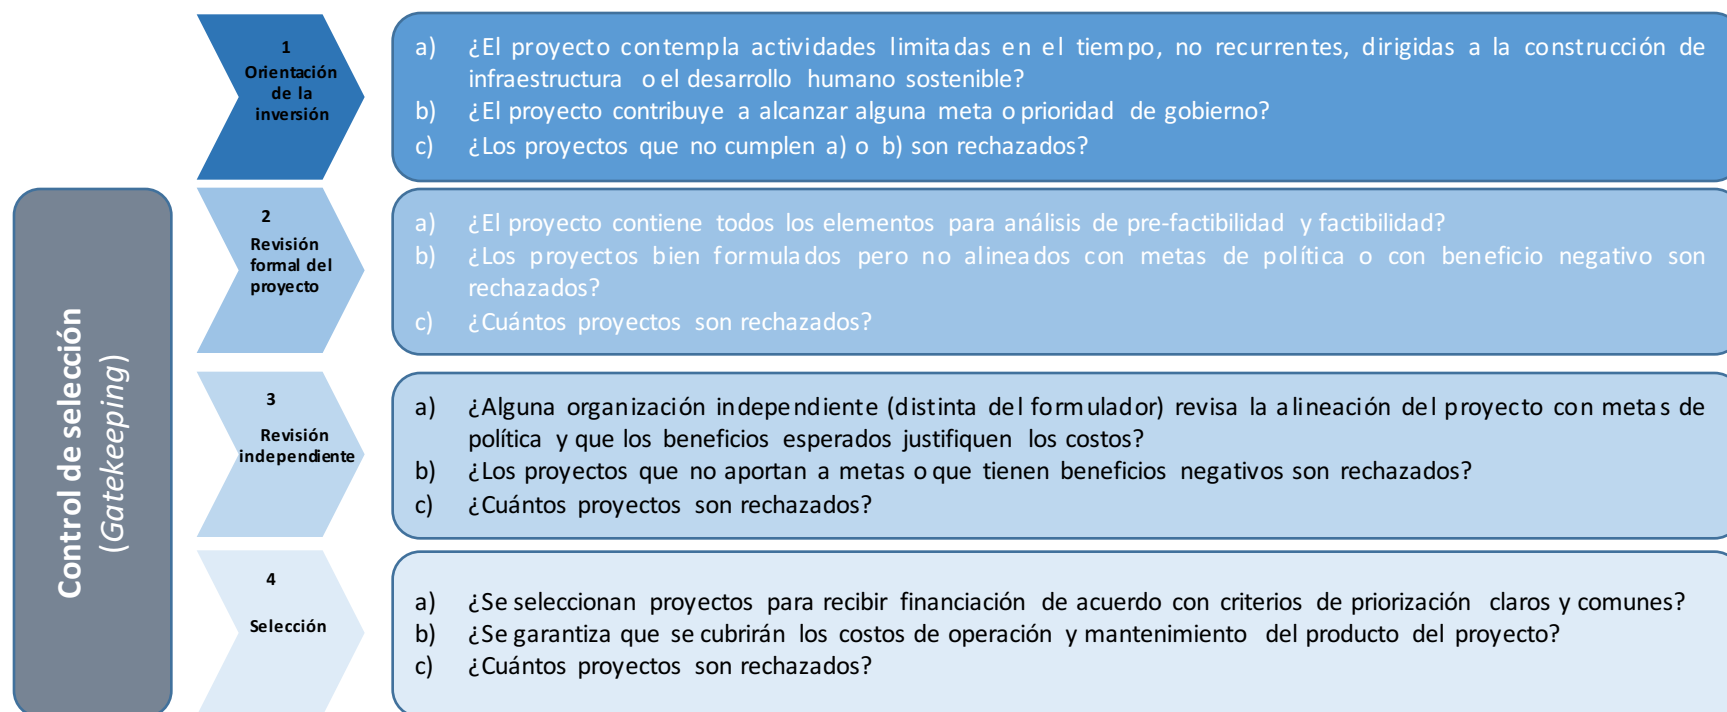 Control de selección
(Gatekeeping)
1
Orientación
de la
inversión
a) ¿El proyecto contempla actividades limitadas en el tiempo, no recurrentes, dirigidas a la construcción de
infraestructura o el desarrollo humano sostenible?
b) ¿El proyecto contribuye a alcanzar alguna meta o prioridad de gobierno?
c) ¿Los proyectos que no cumplen a) o b) son rechazados?
2
Revisión
formal del
proyecto
a) ¿El proyecto contiene todos los elementos para análisis de pre-factibilidad y factibilidad?
b) ¿Los proyectos bien formulados pero no alineados con metas de política o con beneficio negativo son
rechazados?
c) ¿Cuántos proyectos son rechazados?
3
Revisión
independiente
a) ¿Alguna organización independiente (distinta del formulador) revisa la alineación del proyecto con metas de
política y que los beneficios esperados justifiquen los costos?
b) ¿Los proyectos que no aportan a metas o que tienen beneficios negativos son rechazados?
c) ¿Cuántos proyectos son rechazados?
4
Selección
a) ¿Se seleccionan proyectos para recibir financiación de acuerdo con criterios de priorización claros y comunes?
b) ¿Se garantiza que se cubrirán los costos de operación y mantenimiento del producto del proyecto?
c) ¿Cuántos proyectos son rechazados?